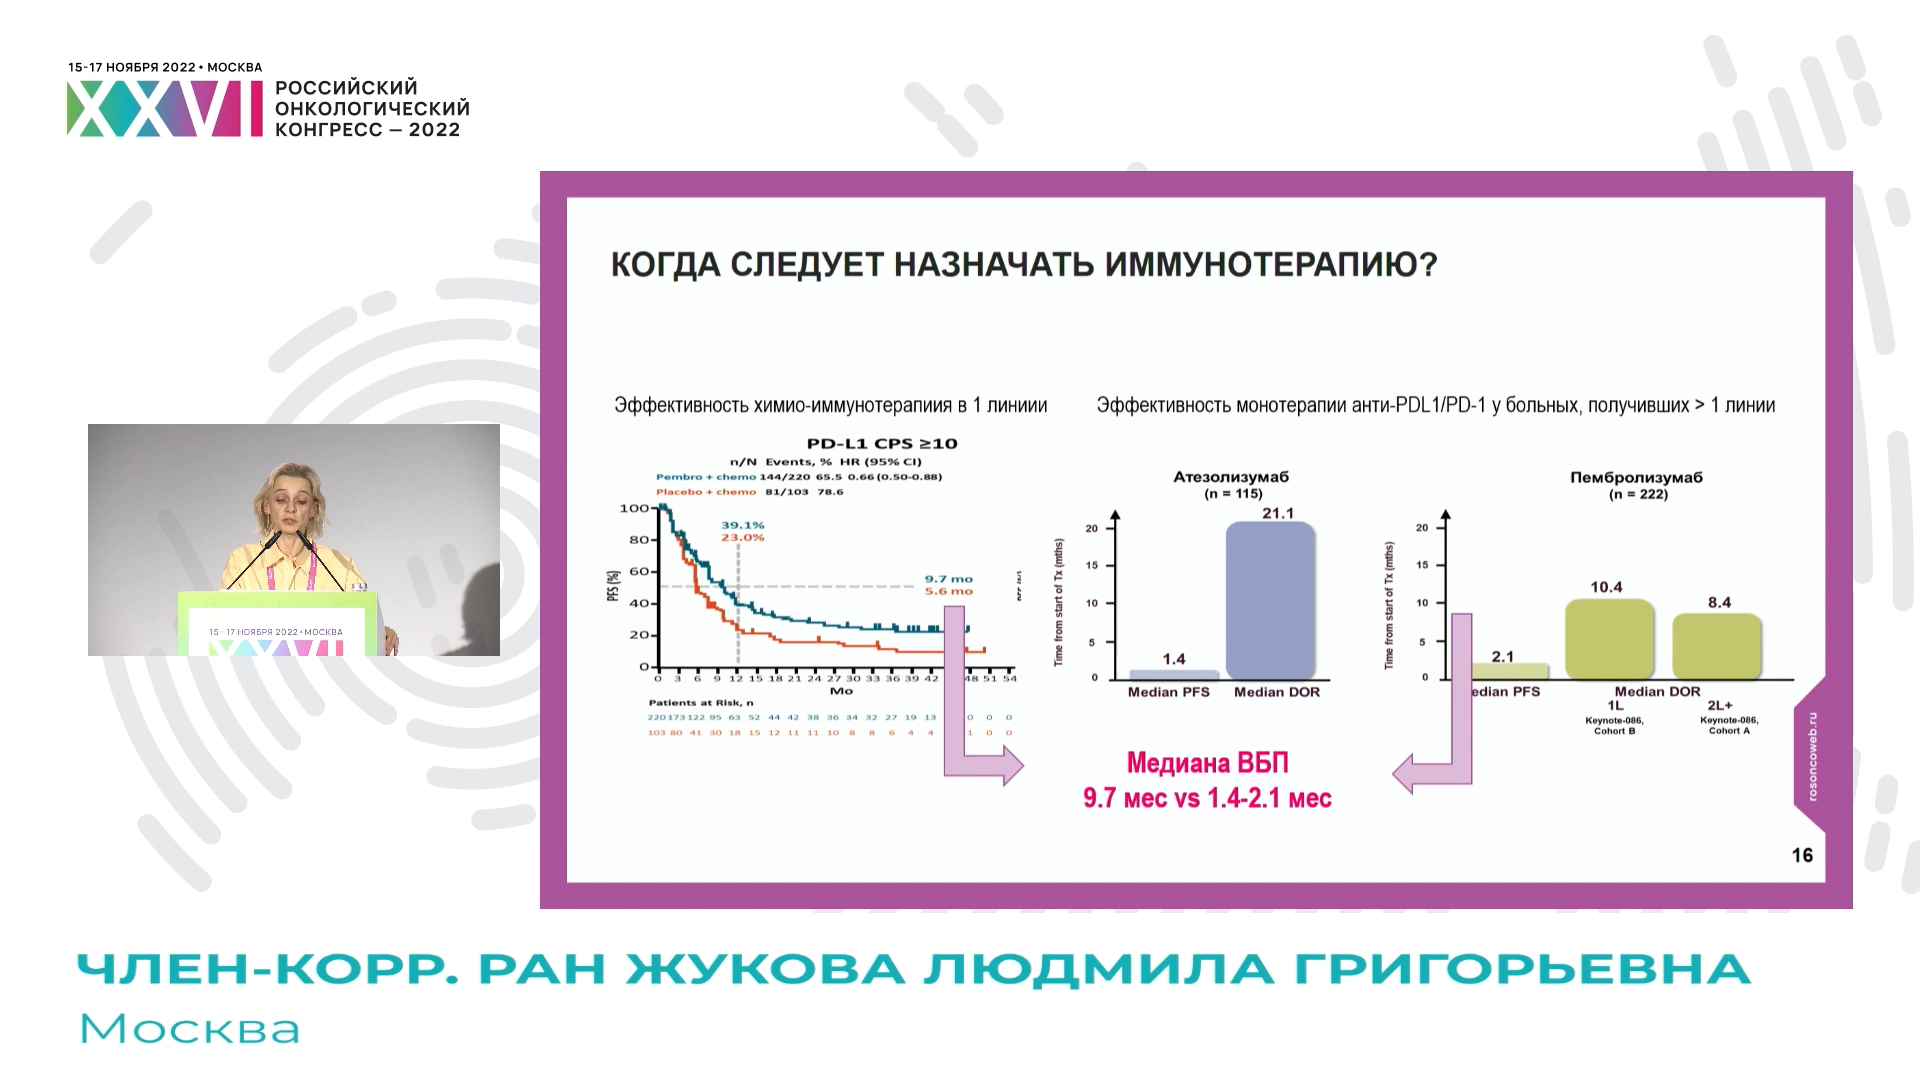 15-17 НОЯБРЯ 2022 • МОСКВА
XXVI
РОССИЙСКИЙ
ОНКОЛОГИЧЕСКИЙ
КОНГРЕСС — 2022
КОГДА СЛЕДУЕТ НАЗНАЧАТЬ ИММУНОТЕРАПИЮ?
Эффективность химио-иммунотерапиия в 1 линиии
PD-L1 CPS ≥10
n/N Events, % HR (95% CI)
Pembro + chemo 144/220 65.5 0.66 (0.50-0.88)
Placebo + chemo 81/103 78.6
39.1%
23.0%
9.7 mo
5.6 mo
PFS (%)
100
80
60
40
20
0
0 3 6 9 12 15 18 21 24 27 30 33 36 39 42 48 51 54
Mo
Patients at Risk, n
220 173 122 95 63 52 44 42 38 36 34 32 27 19 13 0 0 0
103 80 41 30 18 15 12 11 11 10 8 8 6 4 4 1 0 0
Эффективность монотерапии анти-PDL1/PD-1 у больных, получивших > 1 линии
Атезолизумаб
(n = 115)
Time from start of Tx (mths)
20
15
10
5
0
1.4
21.1
Median PFS Median DOR
Пембролизумаб
(n = 222)
Time from start of Tx (mths)
20
15
10
5
0
2.1
10.4
8.4
edian PFS Median DOR
1L 2L+
Keynote-086, Keynote-086,
Cohort B Cohort A
Медиана ВБП
9.7 мес vs 1.4-2.1 мес
rosoncoweb.ru
16
15-17 НОЯБРЯ 2022 • МОСКВА
XXVI
ЧЛЕН-КОРР. РАН ЖУКОВА ЛЮДМИЛА ГРИГОРЬЕВНА
Москва